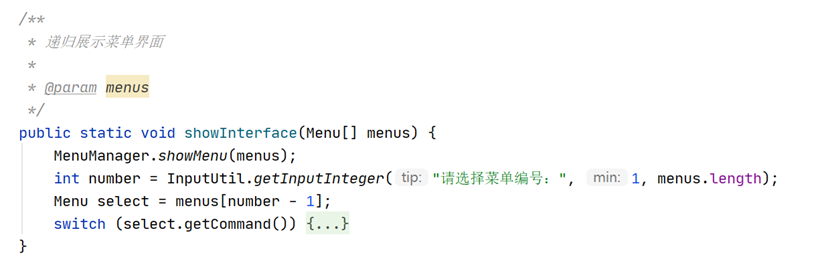 /**
 * 递归展示菜单界面
 *
 * @param menus
 */
public static void showInterface(Menu[] menus) {
    MenuManager.showMenu(menus);
    int number = InputUtil.getInputInteger( tip: "请选择菜单编号：", min: 1, menus.length);
    Menu select = menus[number - 1];
    switch (select.getCommand()) {...}
}